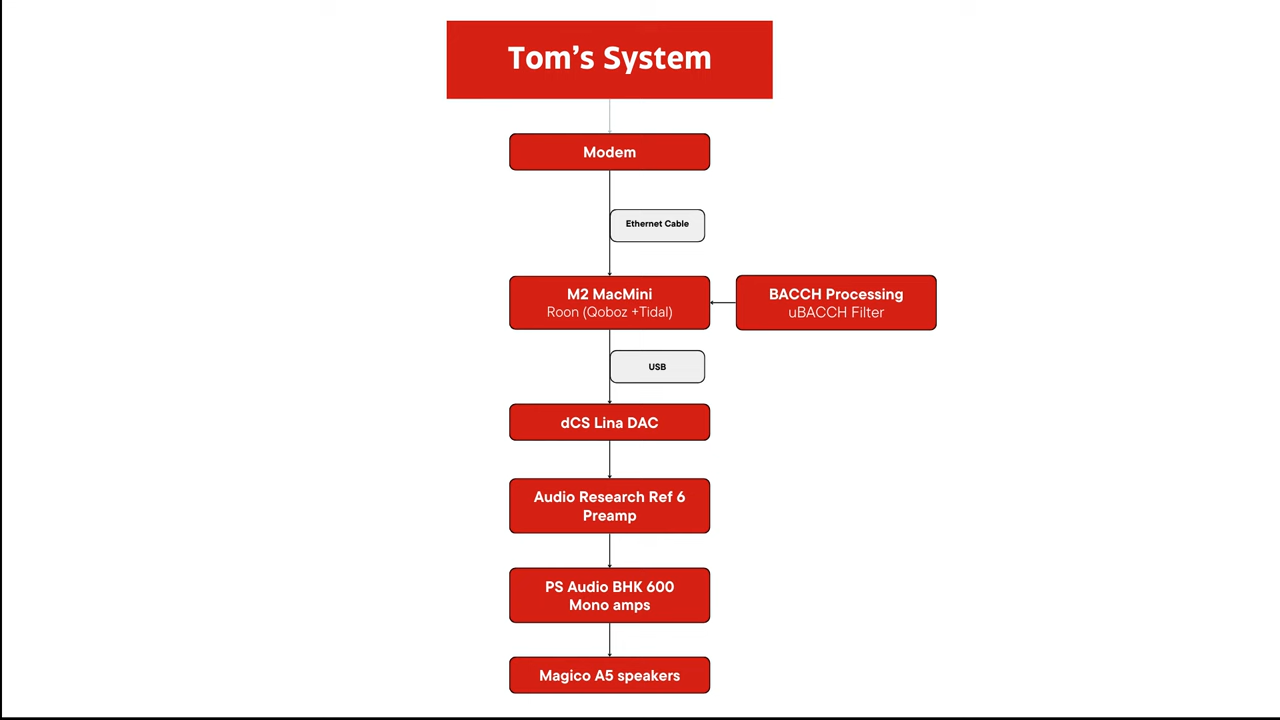 Tom's System
Modem
Ethernet Cable
M2 MacMini
Roon (Qoboz +Tidal)
BACCH Processing
uBACCH Filter
USB
dCS Lina DAC
Audio Research Ref 6
Preamp
PS Audio BHK 600
Mono amps
Magico A5 speakers